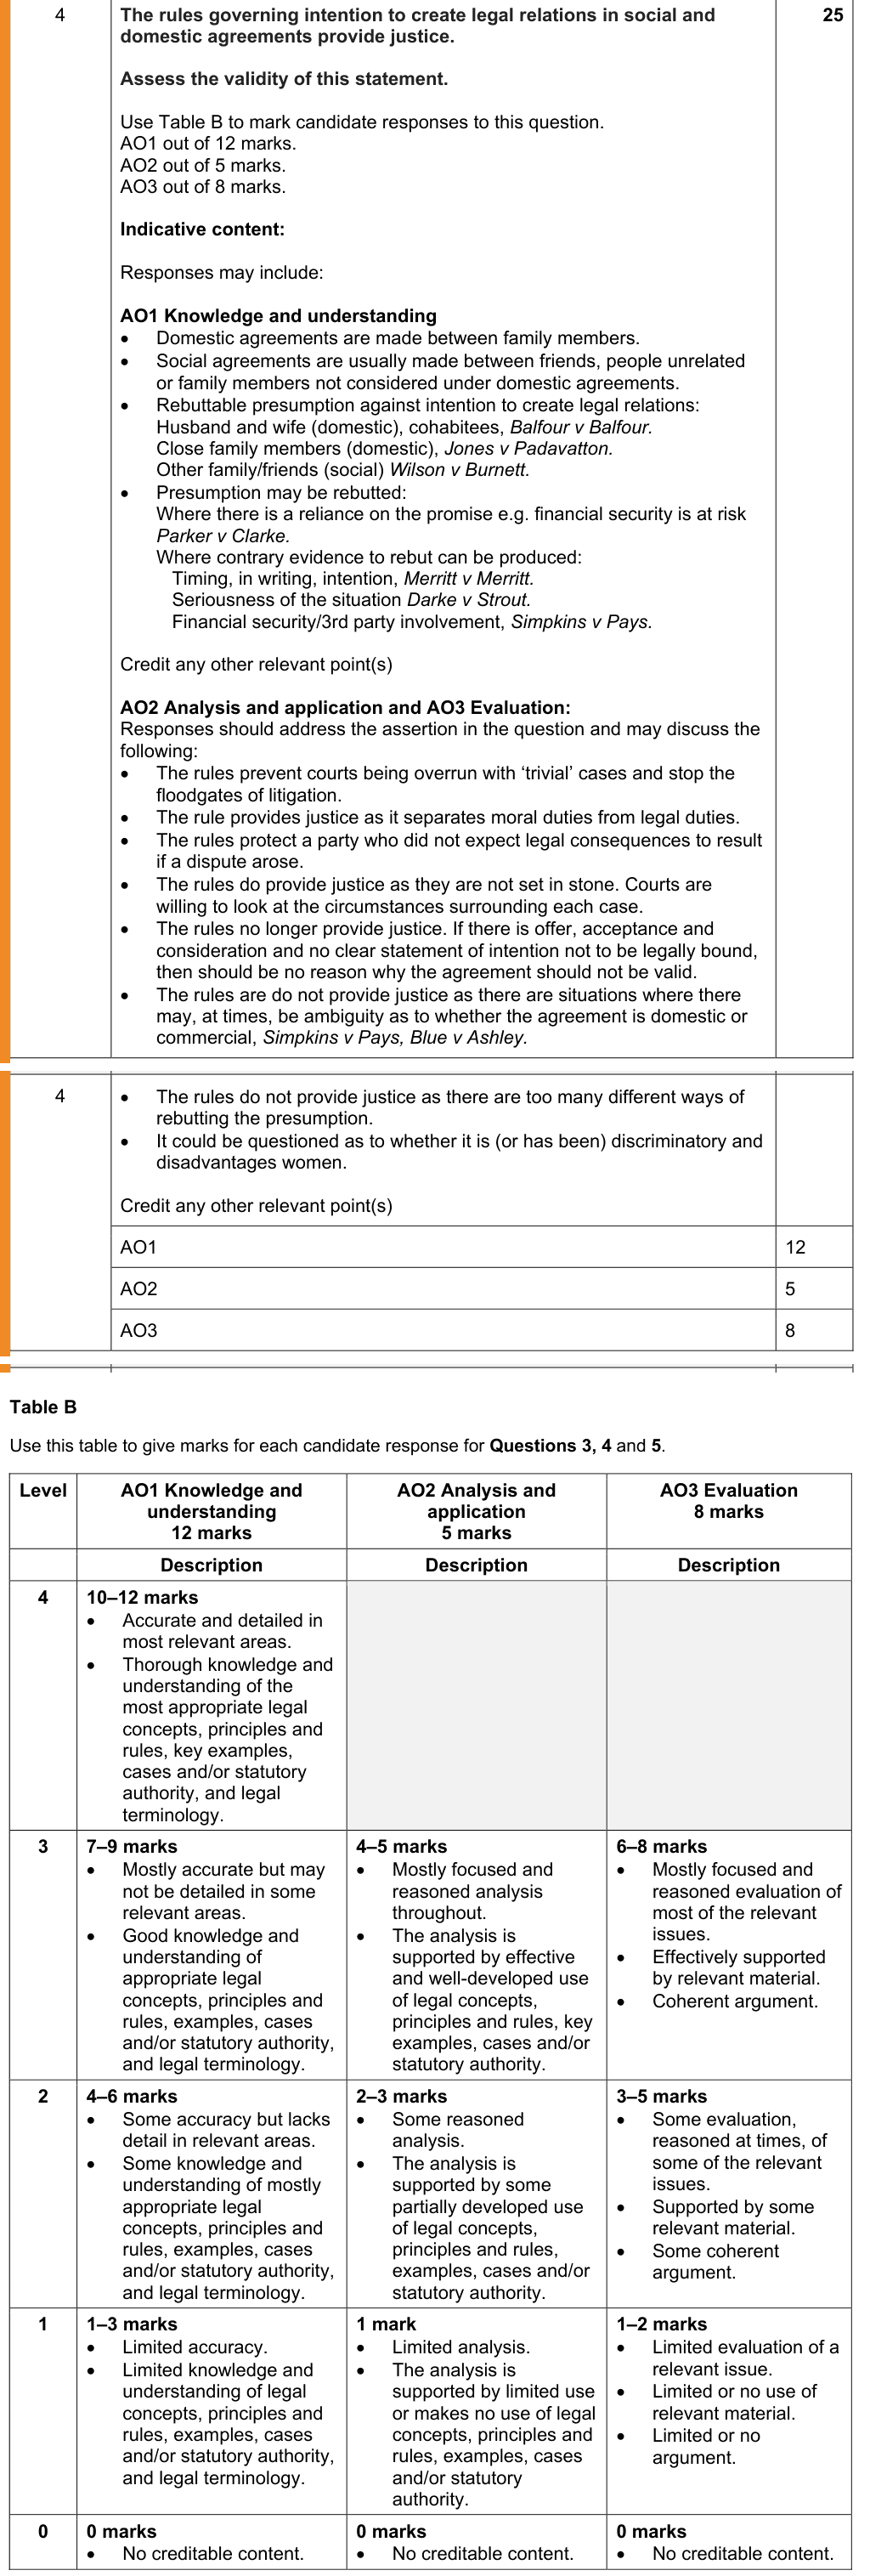 4
The rules governing intention to create legal relations in social and
domestic agreements provide justice.
25
Assess the validity of this statement.
Use Table B to mark candidate responses to this question.
AO1 out of 12 marks.
AO2 out of 5 marks.
AO3 out of 8 marks.
Indicative content:
Responses may include:
AO1 Knowledge and understanding
• Domestic agreements are made between family members.
• Social agreements are usually made between friends, people unrelated
or family members not considered under domestic agreements.
• Rebuttable presumption against intention to create legal relations:
Husband and wife (domestic), cohabitees, Balfour v Balfour.
Close family members (domestic), Jones v Padavatton.
Other family/friends (social) Wilson v Burnett.
• Presumption may be rebutted:
Where there is a reliance on the promise e.g. financial security is at risk
Parker v Clarke.
Where contrary evidence to rebut can be produced:
Timing, in writing, intention, Merritt v Merritt.
Seriousness of the situation Darke v Strout.
Financial security/3rd party involvement, Simpkins v Pays.
Credit any other relevant point(s)
AO2 Analysis and application and AO3 Evaluation:
Responses should address the assertion in the question and may discuss the
following:
• The rules prevent courts being overrun with ‘trivial’ cases and stop the
floodgates of litigation.
• The rule provides justice as it separates moral duties from legal duties.
• The rules protect a party who did not expect legal consequences to result
if a dispute arose.
• The rules do provide justice as they are not set in stone. Courts are
willing to look at the circumstances surrounding each case.
• The rules no longer provide justice. If there is offer, acceptance and
consideration and no clear statement of intention not to be legally bound,
then should be no reason why the agreement should not be valid.
• The rules are do not provide justice as there are situations where there
may, at times, be ambiguity as to whether the agreement is domestic or
commercial, Simpkins v Pays, Blue v Ashley.
4
• The rules do not provide justice as there are too many different ways of
rebutting the presumption.
• It could be questioned as to whether it is (or has been) discriminatory and
disadvantages women.
Credit any other relevant point(s)
AO1 12
AO2 5
AO3 8
Table B
Use this table to give marks for each candidate response for Questions 3, 4 and 5.
Level
AO1 Knowledge and
understanding
12 marks
AO2 Analysis and
application
5 marks
AO3 Evaluation
8 marks
Description
Description
Description
4
10–12 marks
• Accurate and detailed in
most relevant areas.
• Thorough knowledge and
understanding of the
most appropriate legal
concepts, principles and
rules, key examples,
cases and/or statutory
authority, and legal
terminology.
3
7–9 marks
• Mostly accurate but may
not be detailed in some
relevant areas.
• Good knowledge and
understanding of
appropriate legal
concepts, principles and
rules, examples, cases
and/or statutory authority,
and legal terminology.
4–5 marks
• Mostly focused and
reasoned analysis
throughout.
• The analysis is
supported by effective
and well-developed use
of legal concepts,
principles and rules, key
examples, cases and/or
statutory authority.
6–8 marks
• Mostly focused and
reasoned evaluation of
most of the relevant
issues.
• Effectively supported
by relevant material.
• Coherent argument.
2
4–6 marks
• Some accuracy but lacks
detail in relevant areas.
• Some knowledge and
understanding of mostly
appropriate legal
concepts, principles and
rules, examples, cases
and/or statutory authority,
and legal terminology.
2–3 marks
• Some reasoned
analysis.
• The analysis is
supported by some
partially developed use
of legal concepts,
principles and rules,
examples, cases and/or
statutory authority.
3–5 marks
• Some evaluation,
reasoned at times, of
some of the relevant
issues.
• Supported by some
relevant material.
• Some coherent
argument.
1
1–3 marks
• Limited accuracy.
• Limited knowledge and
understanding of legal
concepts, principles and
rules, examples, cases
and/or statutory authority,
and legal terminology.
1 mark
• Limited analysis.
• The analysis is
supported by limited use
or makes no use of legal
concepts, principles and
rules, examples, cases
and/or statutory
authority.
1–2 marks
• Limited evaluation of a
relevant issue.
• Limited or no use of
relevant material.
• Limited or no
argument.
0
0 marks
• No creditable content.
0 marks
• No creditable content.
0 marks
• No creditable content.